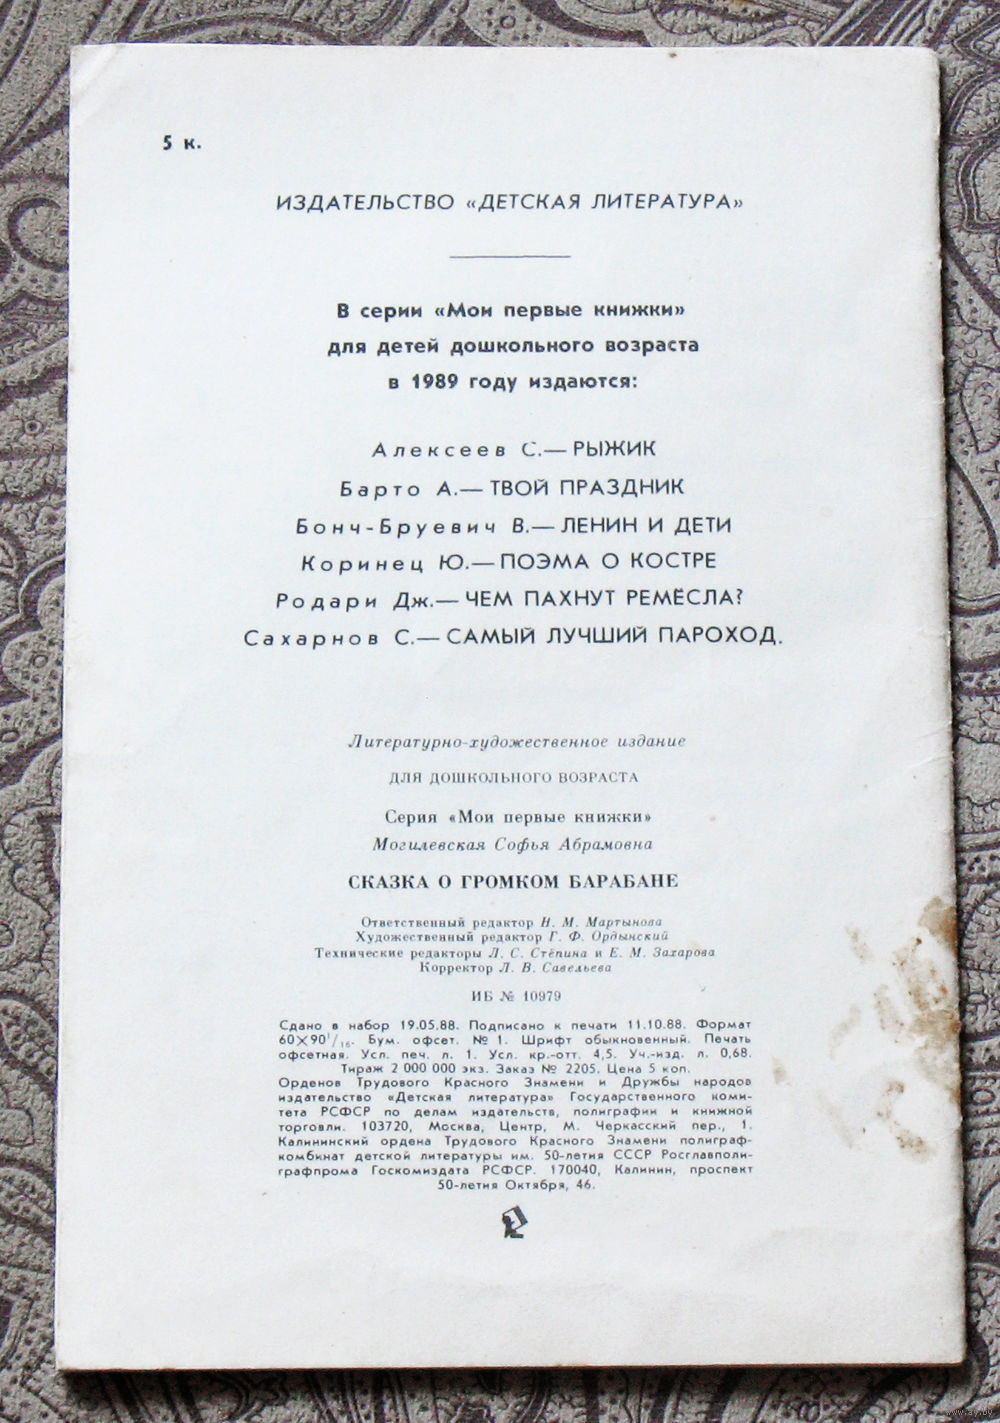 5 к.
ИЗДАТЕЛЬСТВО «ДЕТСКАЯ ЛИТЕРАТУРА»
В серии «Мои первые книжки»
для детей дошкольного возраста
в 1989 году издаются:
Алексеев С.— РЫЖИК
Барто А.— ТВОЙ ПРАЗДНИК
Бонч-Бруевич В.— ЛЕНИН И ДЕТИ
Коринец Ю.— ПОЭМА О КОСТРЕ
Родари Дж.— ЧЕМ ПАХНУТ РЕМЁСЛА?
Сахарнов С.— САМЫЙ ЛУЧШИЙ ПАРОХОД.
Литературно-художественное издание
ДЛЯ ДОШКОЛЬНОГО ВОЗРАСТА
Серия «Мои первые книжки»
Могилевская Софья Абрамовна
СКАЗКА О ГРОМКОМ БАРАБАНЕ
Ответственный редактор Н. М. Мартынова
Художественный редактор Г. Ф. Ордынский
Технические редакторы Л. С. Стёпина и Е. М. Захарова
Корректор Л. В. Савельева
ИБ № 10979
Сдано в набор 19.05.88. Подписано к печати 11.10.88. Формат
60×90¹/₁₆. Бум. офсет. № 1. Шрифт обыкновенный. Печать
офсетная. Усл. печ. л. 1. Усл. кр.-отт. 4,5. Уч.-изд. л. 0,68.
Тираж 2 000 000 экз. Заказ № 2205. Цена 5 коп.
Орденов Трудового Красного Знамени и Дружбы народов
издательство «Детская литература» Государственного коми-
тета РСФСР по делам издательств, полиграфии и книжной
торговли. 103720, Москва, Центр, М. Черкасский пер., 1.
Калининский ордена Трудового Красного Знамени полиграф-
комбинат детской литературы им. 50-летия СССР Росглавполи-
графпрома Госкомиздата РСФСР. 170040, Калинин, проспект
50-летия Октября, 46.
www.ay.by